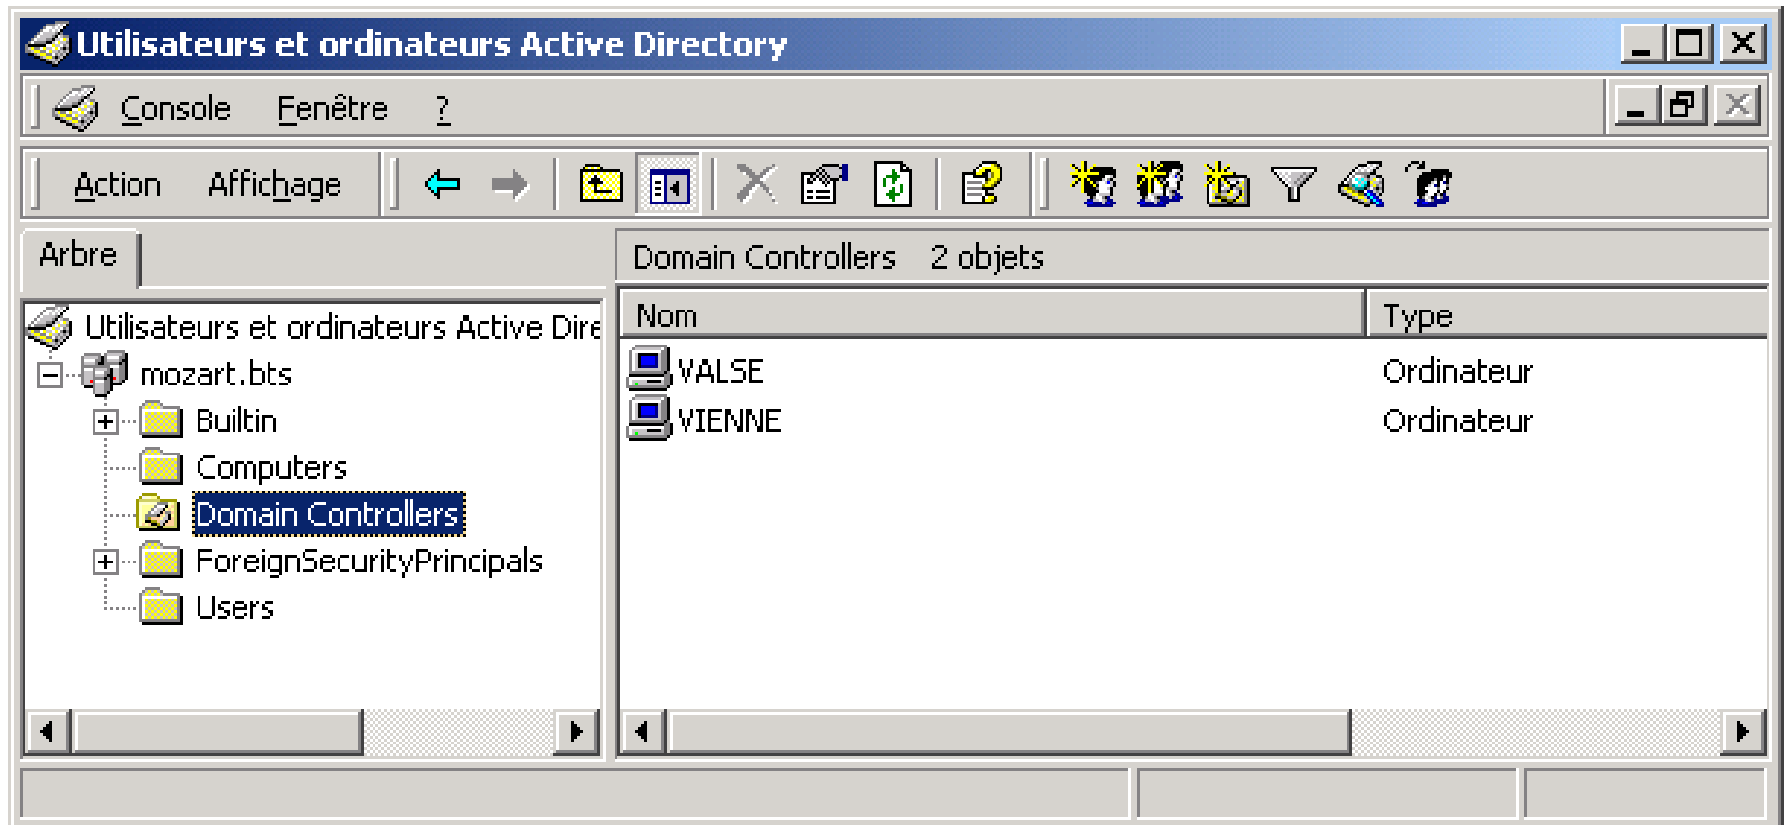 Utilisateurs et ordinateurs Active Directory
Console Fenêtre ?
Action Affichage
Arbre
Domain Controllers 2 objets
Utilisateurs et ordinateurs Active Dire
mozart.bts
Builtin
Computers
Domain Controllers
ForeignSecurityPrincipals
Users
Nom Type
VALSE Ordinateur
VIENNE Ordinateur